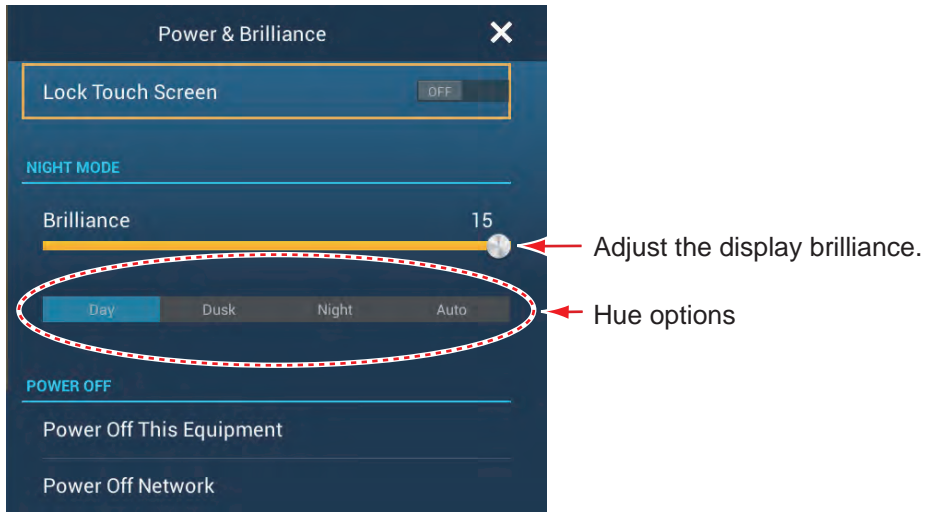 Power & Brilliance
Lock Touch Screen OFF
NIGHT MODE
Brilliance 15
Adjust the display brilliance.
Day Dusk Night Auto
Hue options
POWER OFF
Power Off This Equipment
Power Off Network